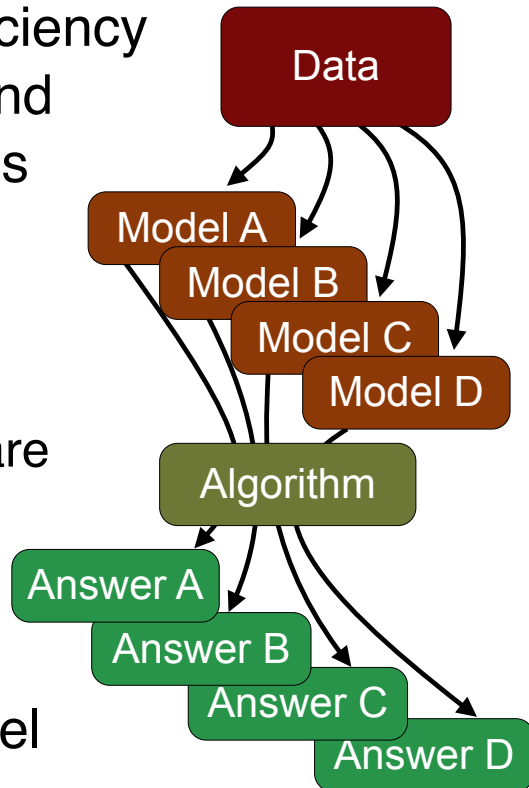 ciency
nd
s
are
el
Data
Model A
Model B
Model C
Model D
Algorithm
Answer A
Answer B
Answer C
Answer D